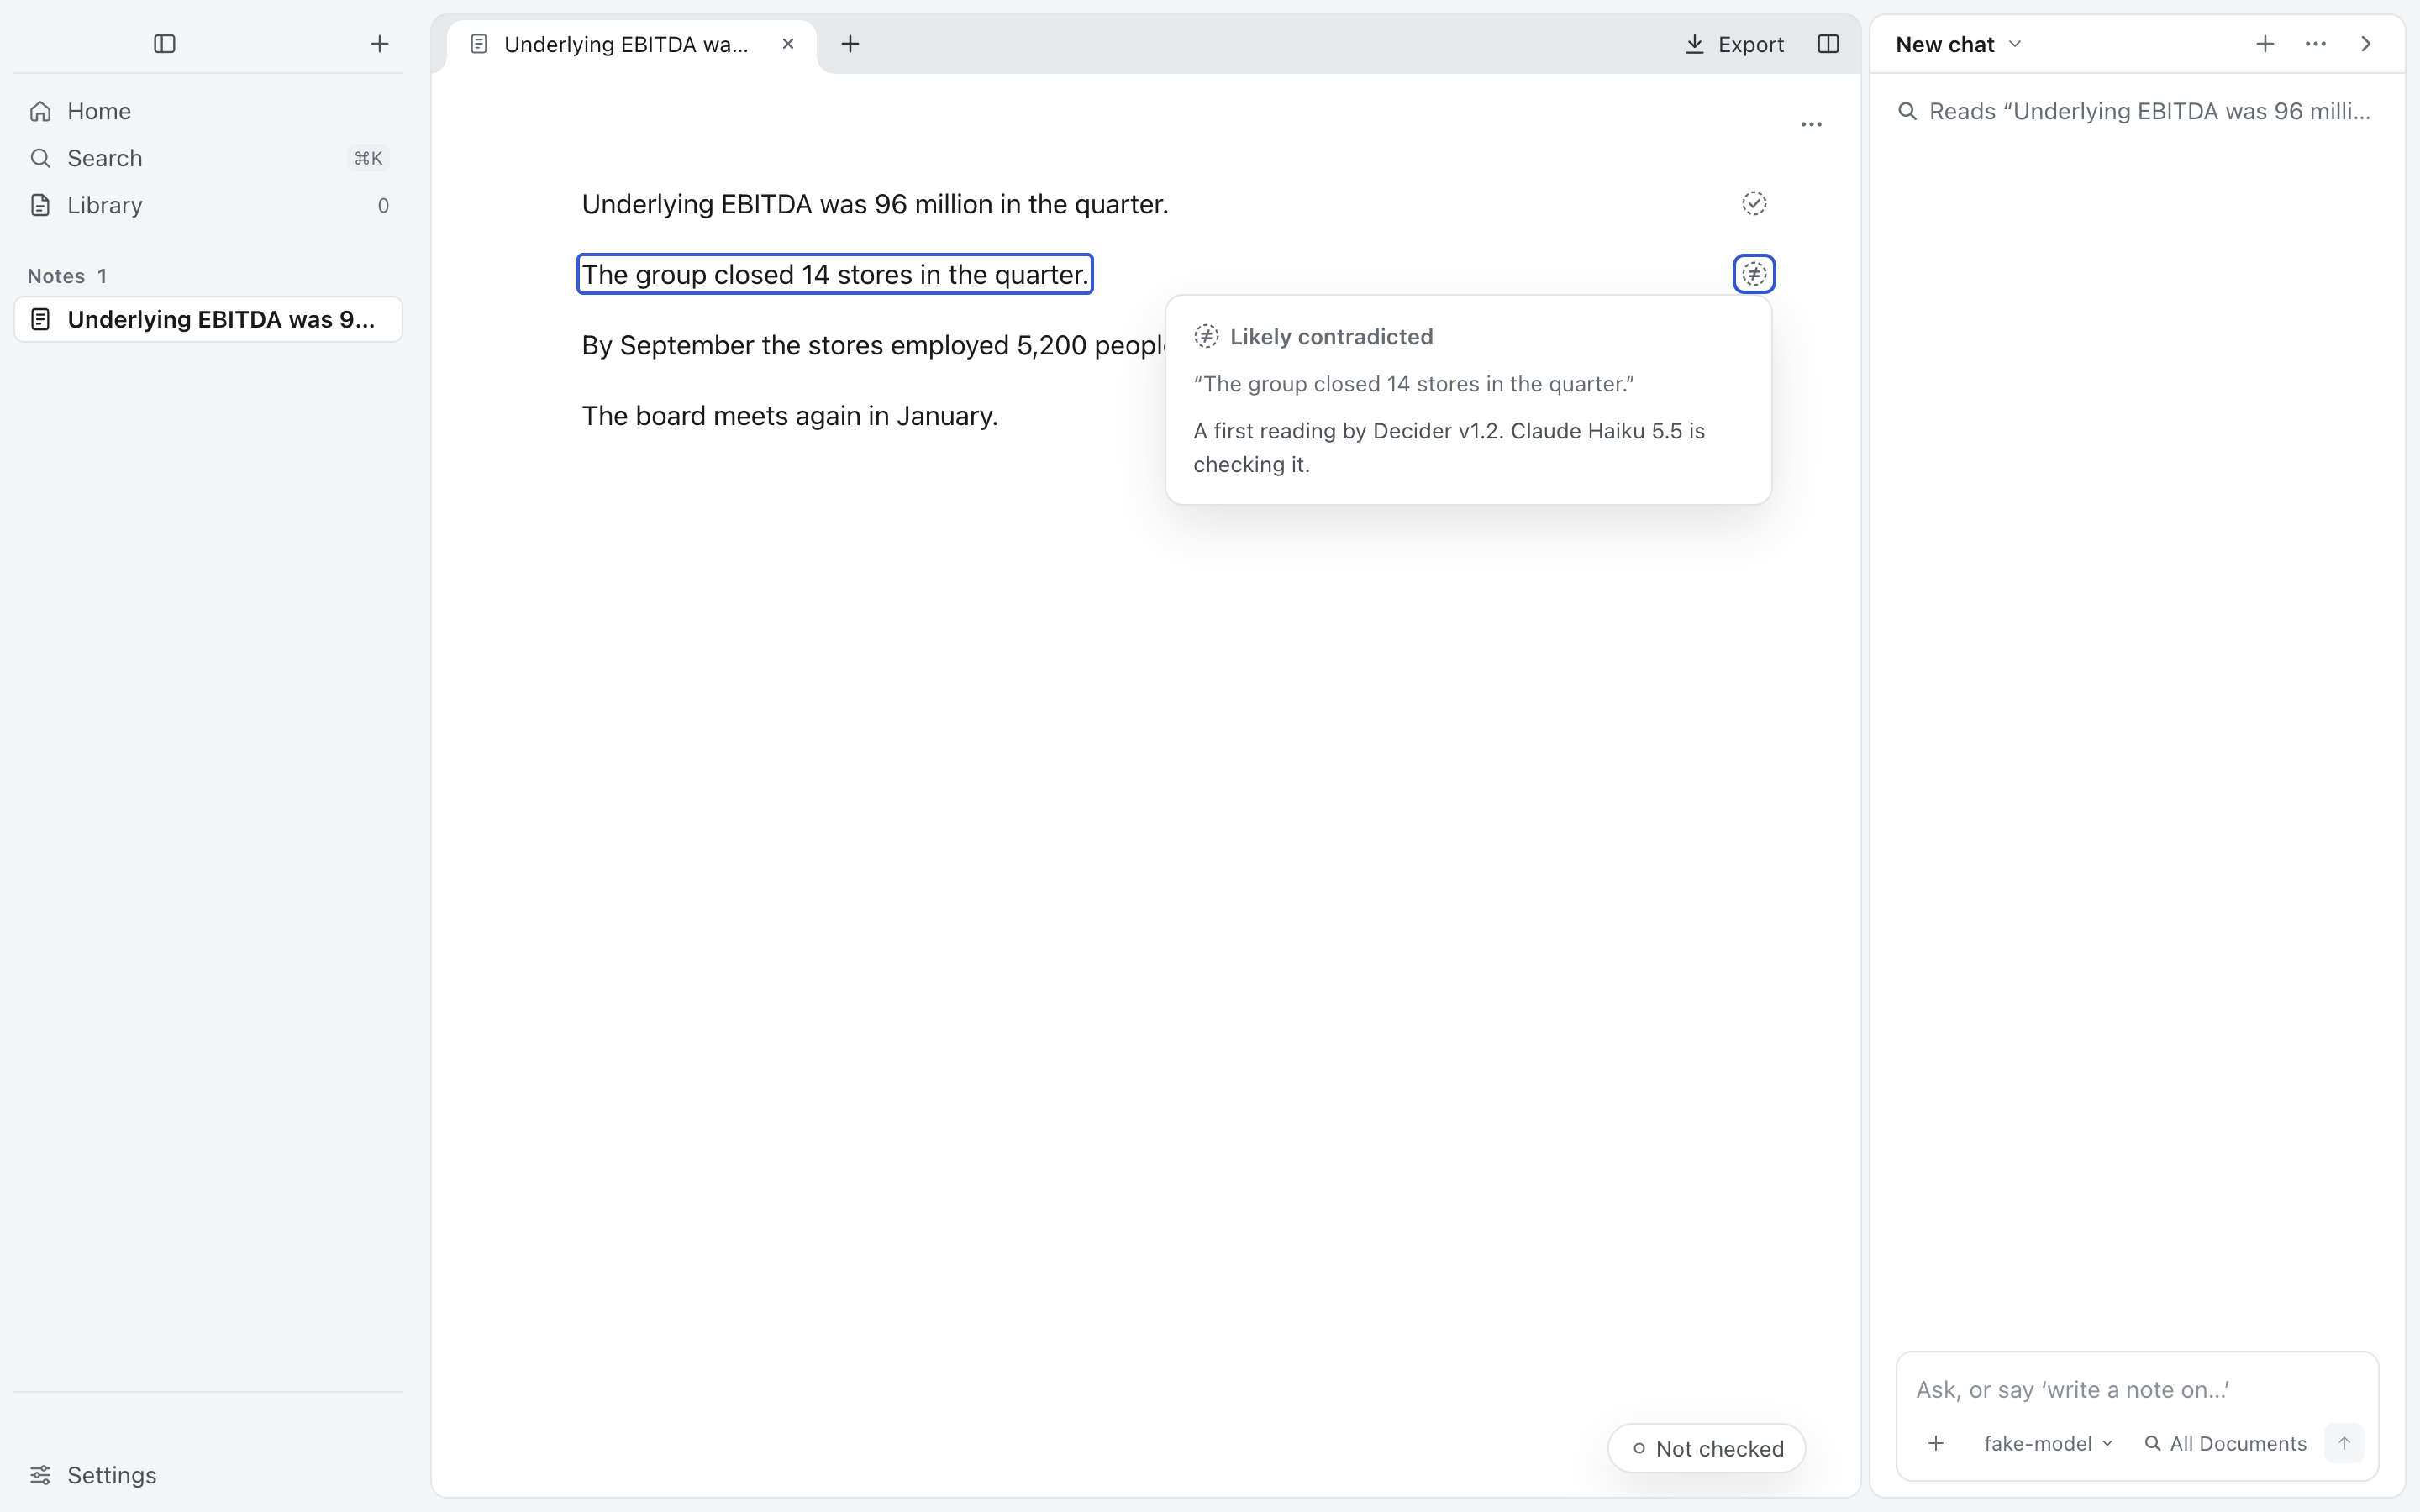 Home
Search ⌘K
Library 0
Notes 1
Underlying EBITDA was 9...
Settings
Underlying EBITDA wa...
Export
Underlying EBITDA was 96 million in the quarter.
The group closed 14 stores in the quarter.
By September the stores employed 5,200 people
The board meets again in January.
≠ Likely contradicted
“The group closed 14 stores in the quarter.”
A first reading by Decider v1.2. Claude Haiku 5.5 is
checking it.
Not checked
New chat
Reads “Underlying EBITDA was 96 milli...
Ask, or say ‘write a note on...’
fake-model
All Documents